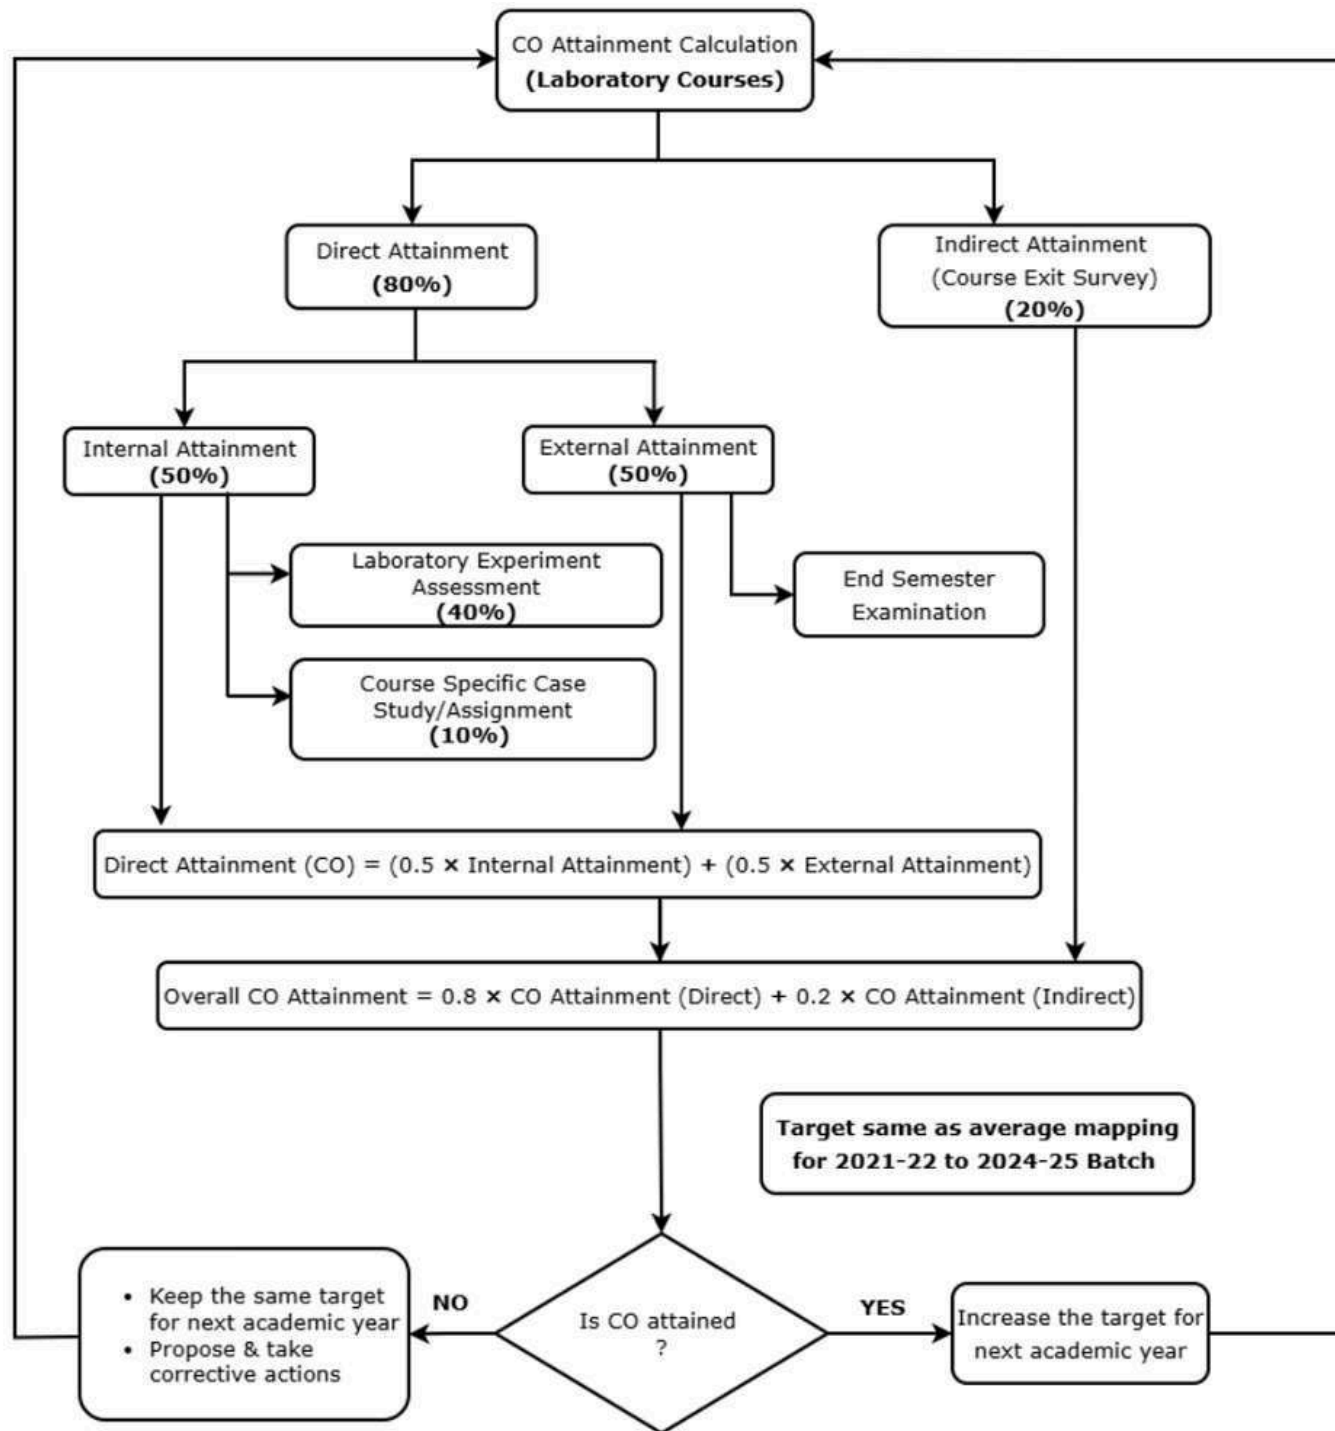 CO Attainment Calculation
(Laboratory Courses)
Direct Attainment
(80%)
Indirect Attainment
(Course Exit Survey)
(20%)
Internal Attainment
(50%)
External Attainment
(50%)
Laboratory Experiment
Assessment
(40%)
End Semester
Examination
Course Specific Case
Study/Assignment
(10%)
Direct Attainment (CO) = (0.5 × Internal Attainment) + (0.5 × External Attainment)
Overall CO Attainment = 0.8 × CO Attainment (Direct) + 0.2 × CO Attainment (Indirect)
Target same as average mapping
for 2021-22 to 2024-25 Batch
• Keep the same target
for next academic year
• Propose & take
corrective actions
NO
Is CO attained
?
YES
Increase the target for
next academic year